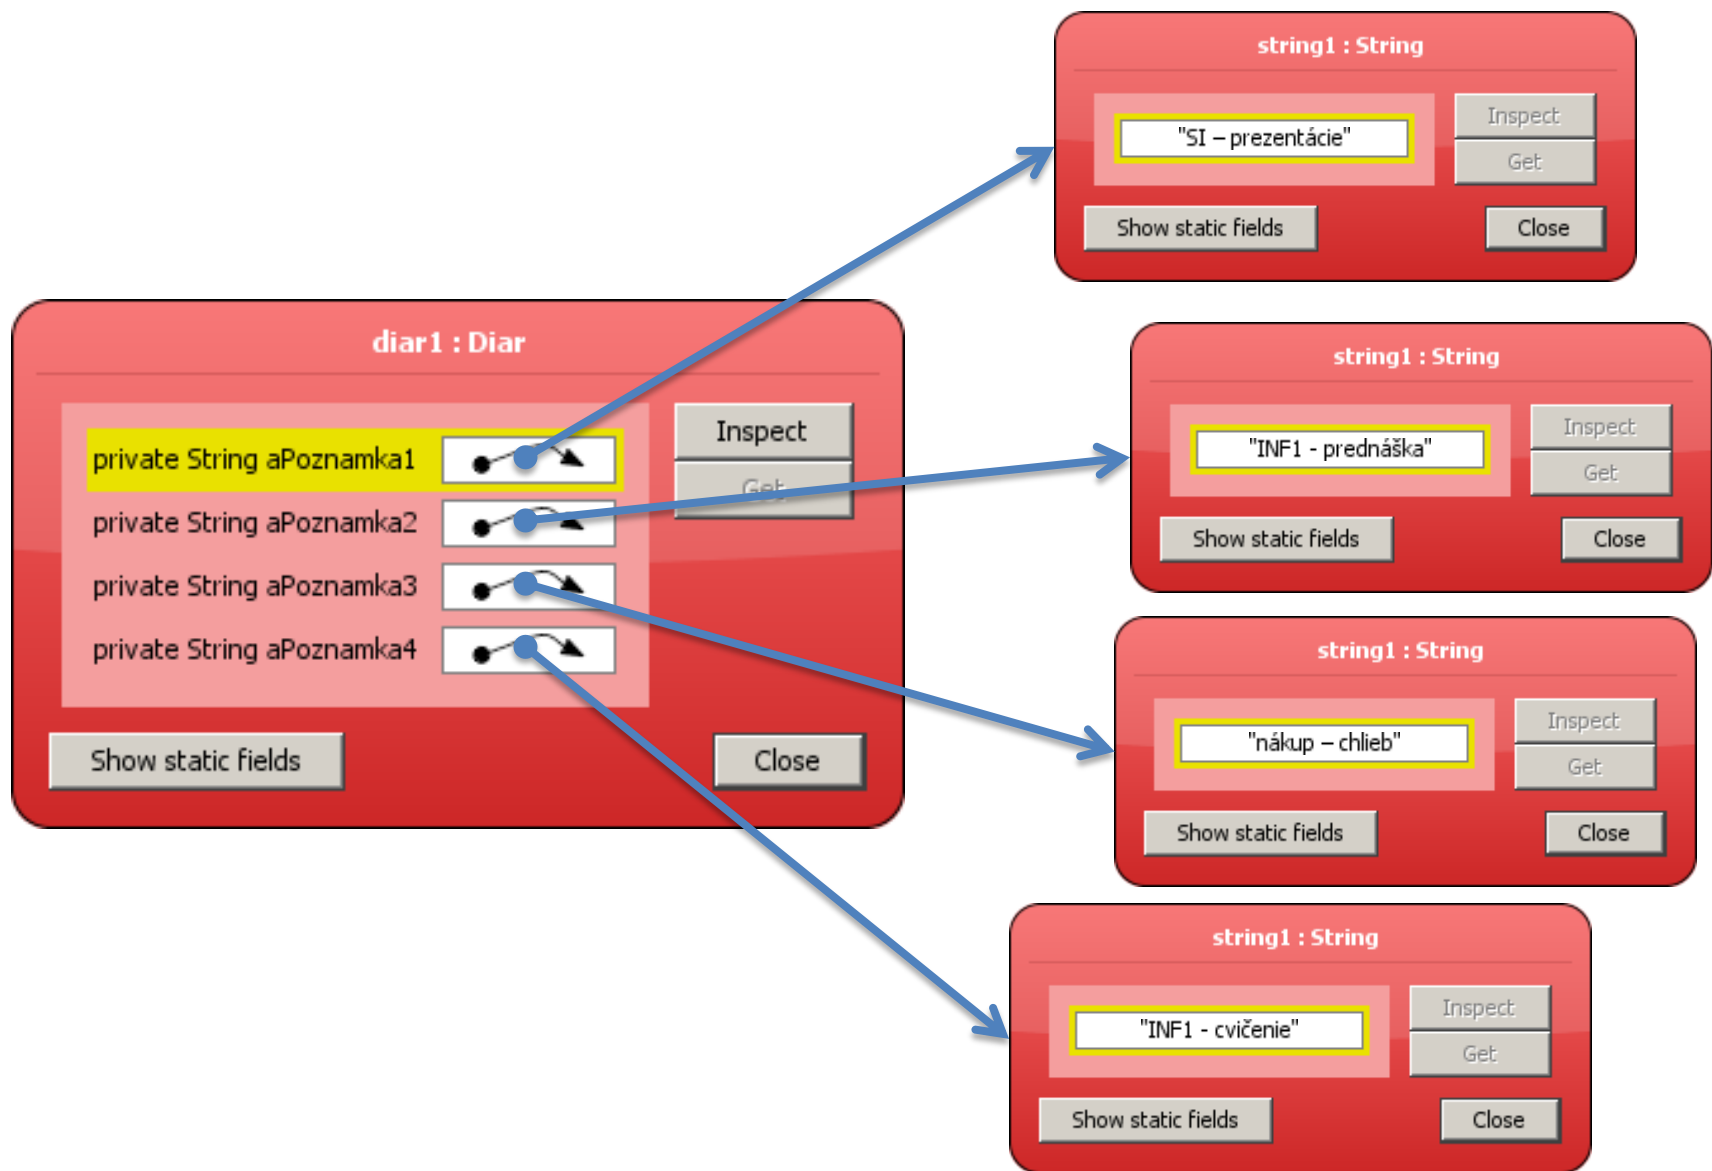 diar1 : Diar
private String aPoznamka1
private String aPoznamka2
private String aPoznamka3
private String aPoznamka4
Inspect
Get
Show static fields
Close
string1 : String
"SI – prezentácie"
Inspect
Get
Show static fields
Close
string1 : String
"INF1 - prednáška"
Inspect
Get
Show static fields
Close
string1 : String
"nákup – chlieb"
Inspect
Get
Show static fields
Close
string1 : String
"INF1 - cvičenie"
Inspect
Get
Show static fields
Close